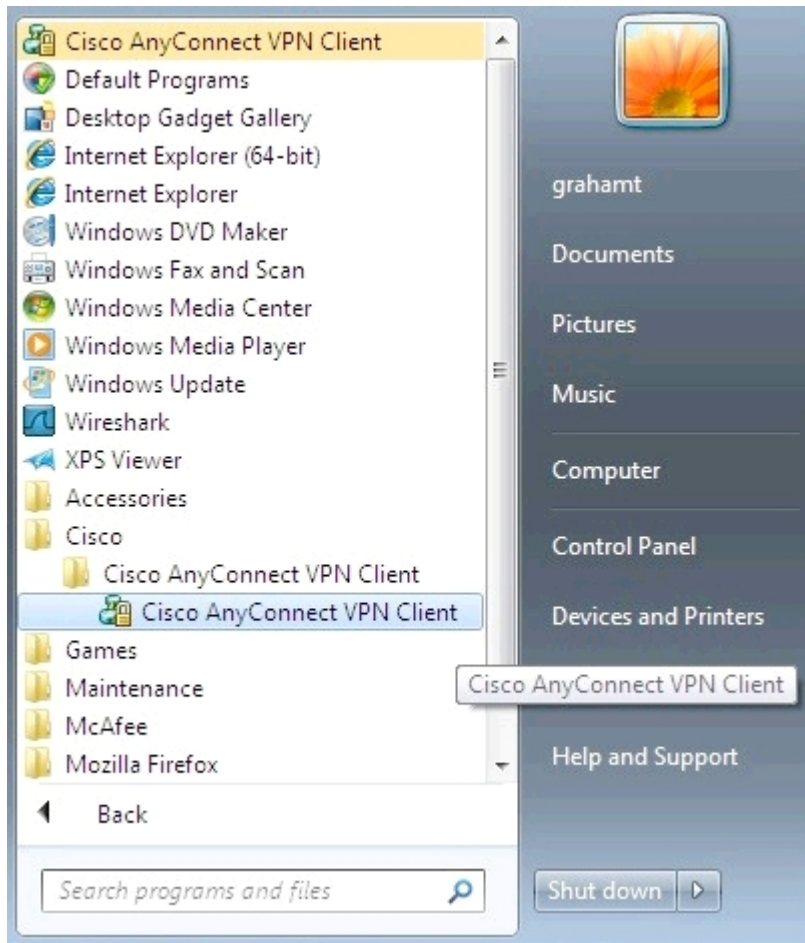 Cisco AnyConnect VPN Client
Default Programs
Desktop Gadget Gallery
Internet Explorer (64-bit)
Internet Explorer
Windows DVD Maker
Windows Fax and Scan
Windows Media Center
Windows Media Player
Windows Update
Wireshark
XPS Viewer
Accessories
Cisco
Cisco AnyConnect VPN Client
Cisco AnyConnect VPN Client
Games
Maintenance
McAfee
Mozilla Firefox
Back
Search programs and files
grahamt
Documents
Pictures
Music
Computer
Control Panel
Devices and Printers
Cisco AnyConnect VPN Client
Help and Support
Shut down